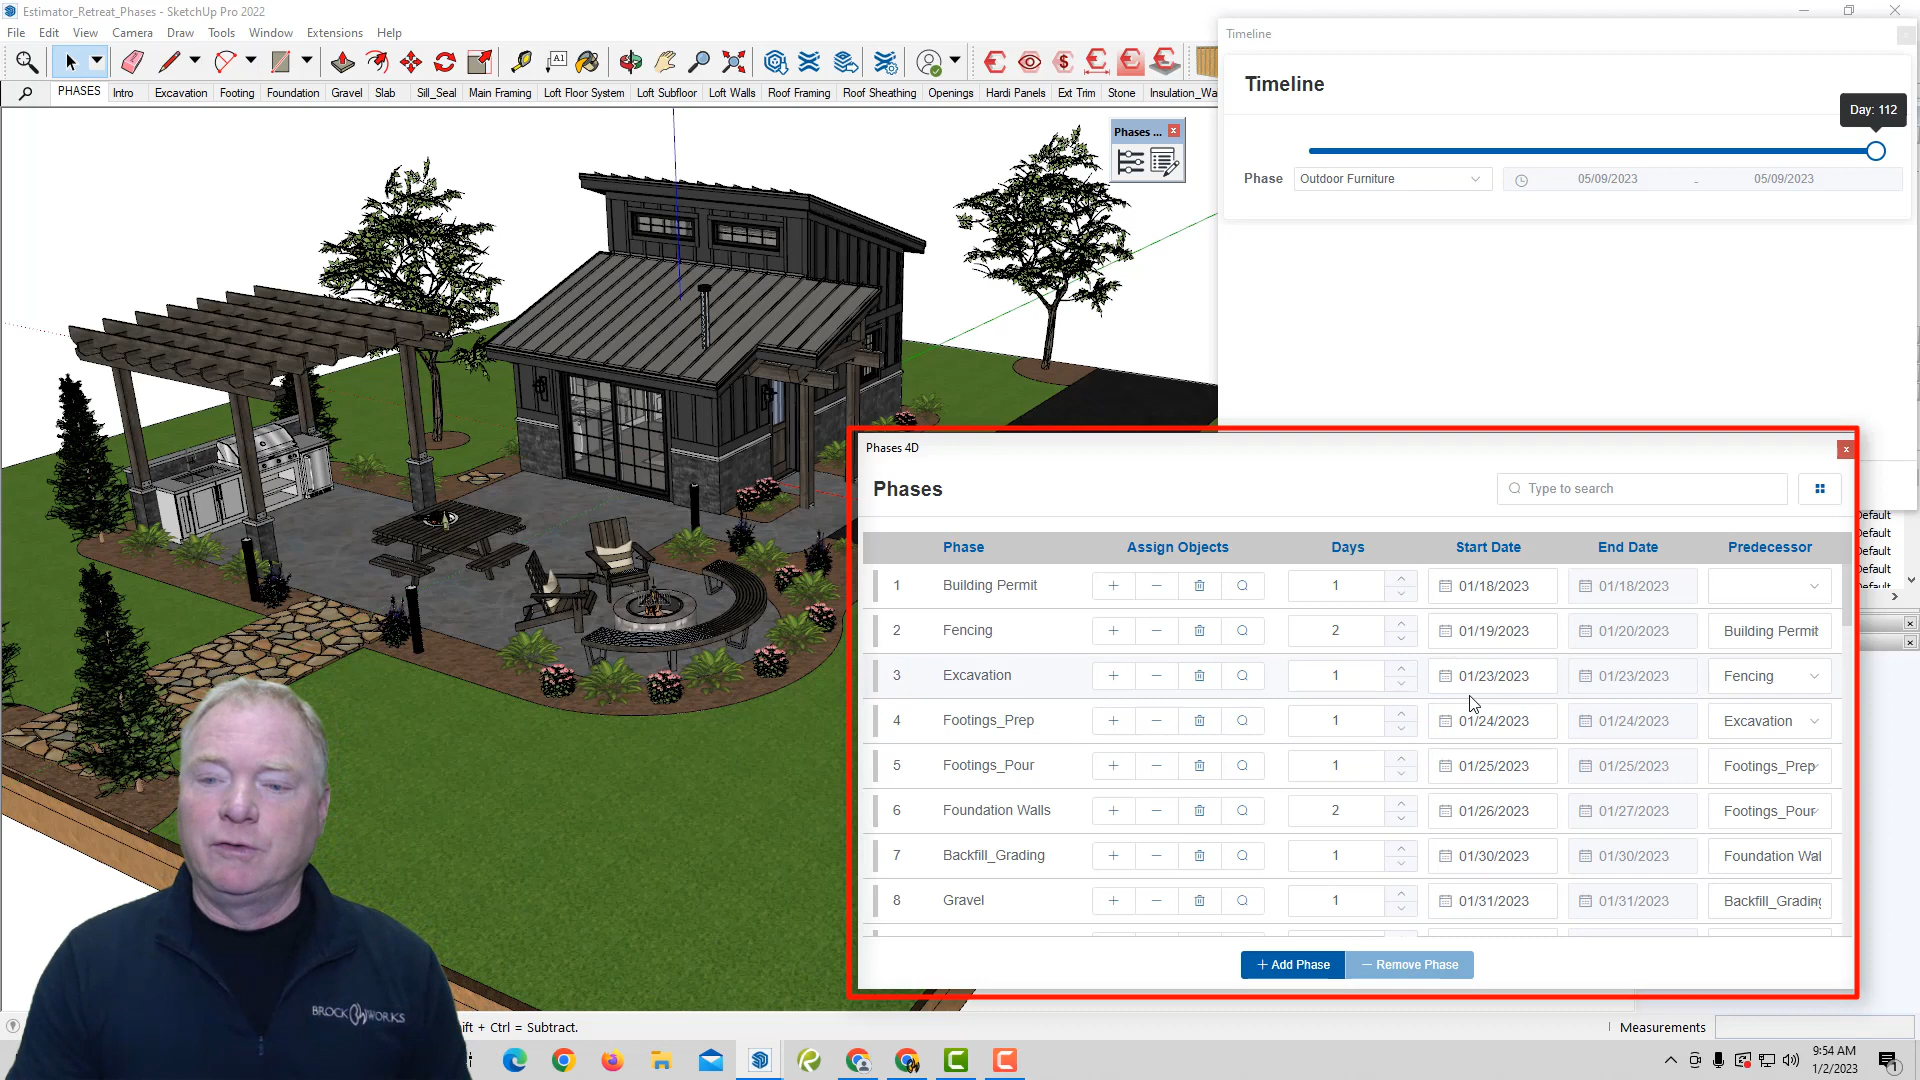 Estimator_Retreat_Phases - SketchUp Pro 2022
File Edit View Camera Draw Tools Window Extensions Help
A1
PHASES Intro Excavation Footing Foundation Gravel Slab Sill_Seal Main Framing Loft Floor System Loft Subfloor Loft Walls Roof Framing Roof Sheathing Openings Hardi Panels Ext Trim Stone Insulation_Wa
Phases ...
Timeline
Timeline
Day: 112
Phase Outdoor Furniture 05/09/2023 - 05/09/2023
Default
Default
Default
Default
Default
Phases 4D
Phases Type to search
Phase Assign Objects Days Start Date End Date Predecessor
1 Building Permit 1 01/18/2023 01/18/2023
2 Fencing 2 01/19/2023 01/20/2023 Building Permit
3 Excavation 1 01/23/2023 01/23/2023 Fencing
4 Footings_Prep 1 01/24/2023 01/24/2023 Excavation
5 Footings_Pour 1 01/25/2023 01/25/2023 Footings_Prep
6 Foundation Walls 2 01/26/2023 01/27/2023 Footings_Pour
7 Backfill_Grading 1 01/30/2023 01/30/2023 Foundation Wal
8 Gravel 1 01/31/2023 01/31/2023 Backfill_Grading
+ Add Phase − Remove Phase
BROCK WORKS
ift + Ctrl = Subtract.
Measurements
9:54 AM
1/2/2023
1